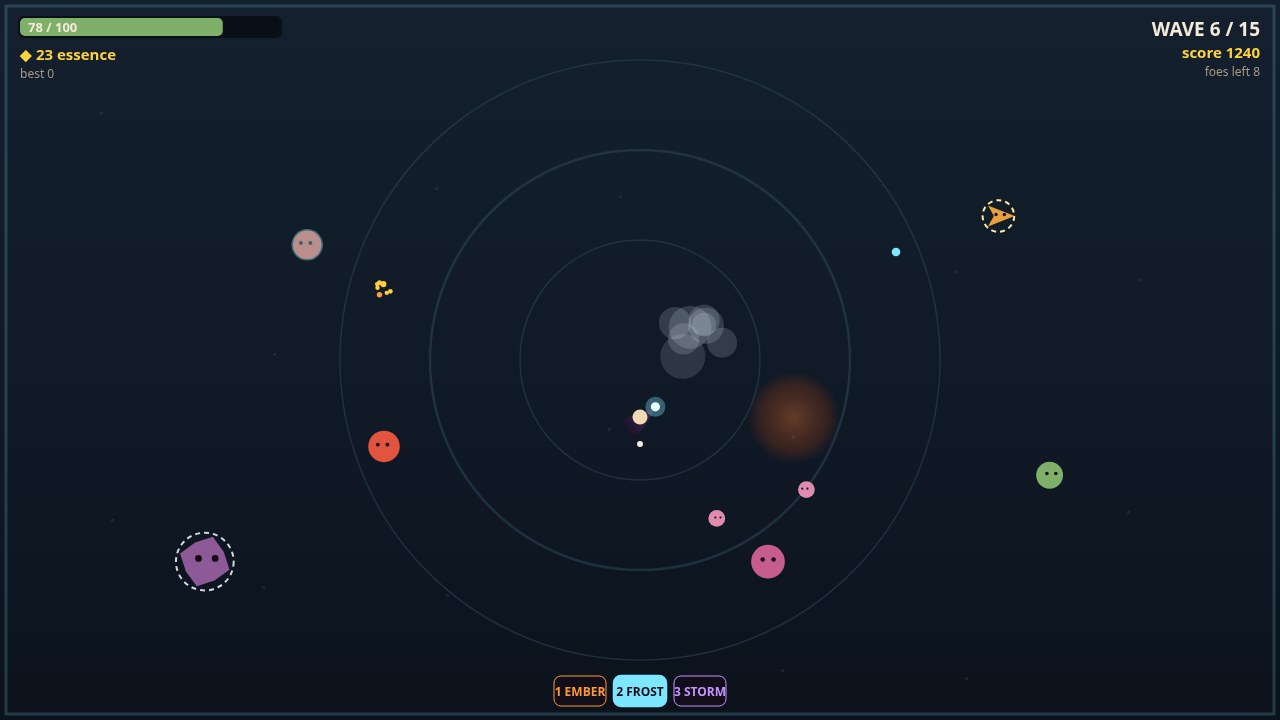 78 / 100
◆ 23 essence
best 0
WAVE 6 / 15
score 1240
foes left 8
1 EMBER
2 FROST
3 STORM